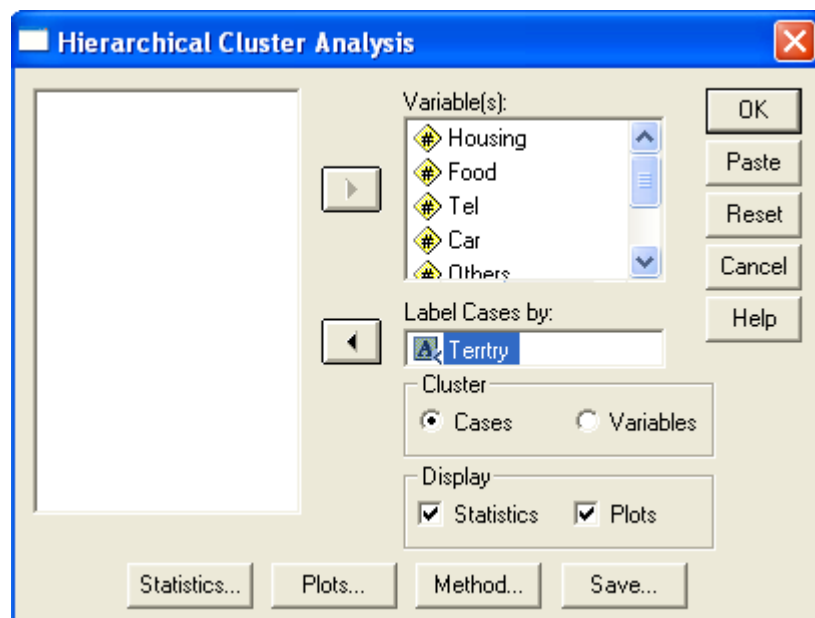 Hierarchical Cluster Analysis
Variable(s):
# Housing
# Food
# Tel
# Car
# Others
OK
Paste
Reset
Cancel
Help
Label Cases by:
A Terrtry
Cluster
Cases
Variables
Display
Statistics
Plots
Statistics...
Plots...
Method...
Save...